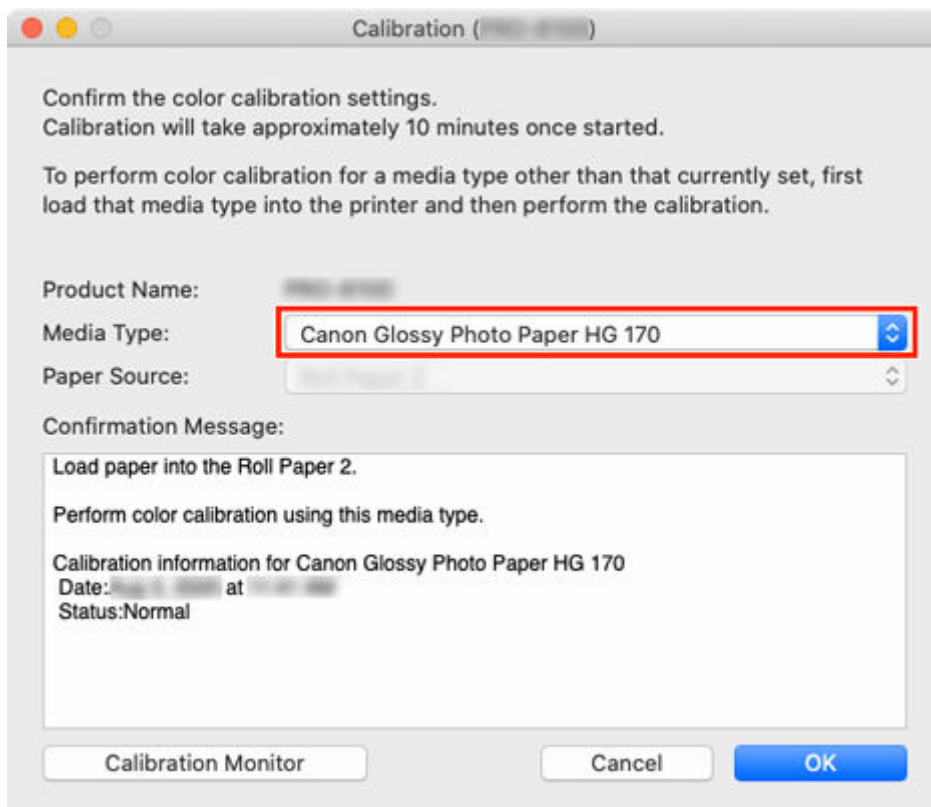 Calibration ( )
Confirm the color calibration settings.
Calibration will take approximately 10 minutes once started.
To perform color calibration for a media type other than that currently set, first
load that media type into the printer and then perform the calibration.
Product Name:
Media Type: Canon Glossy Photo Paper HG 170
Paper Source:
Confirmation Message:
Load paper into the Roll Paper 2.
Perform color calibration using this media type.
Calibration information for Canon Glossy Photo Paper HG 170
Date: at
Status:Normal
Calibration Monitor Cancel OK